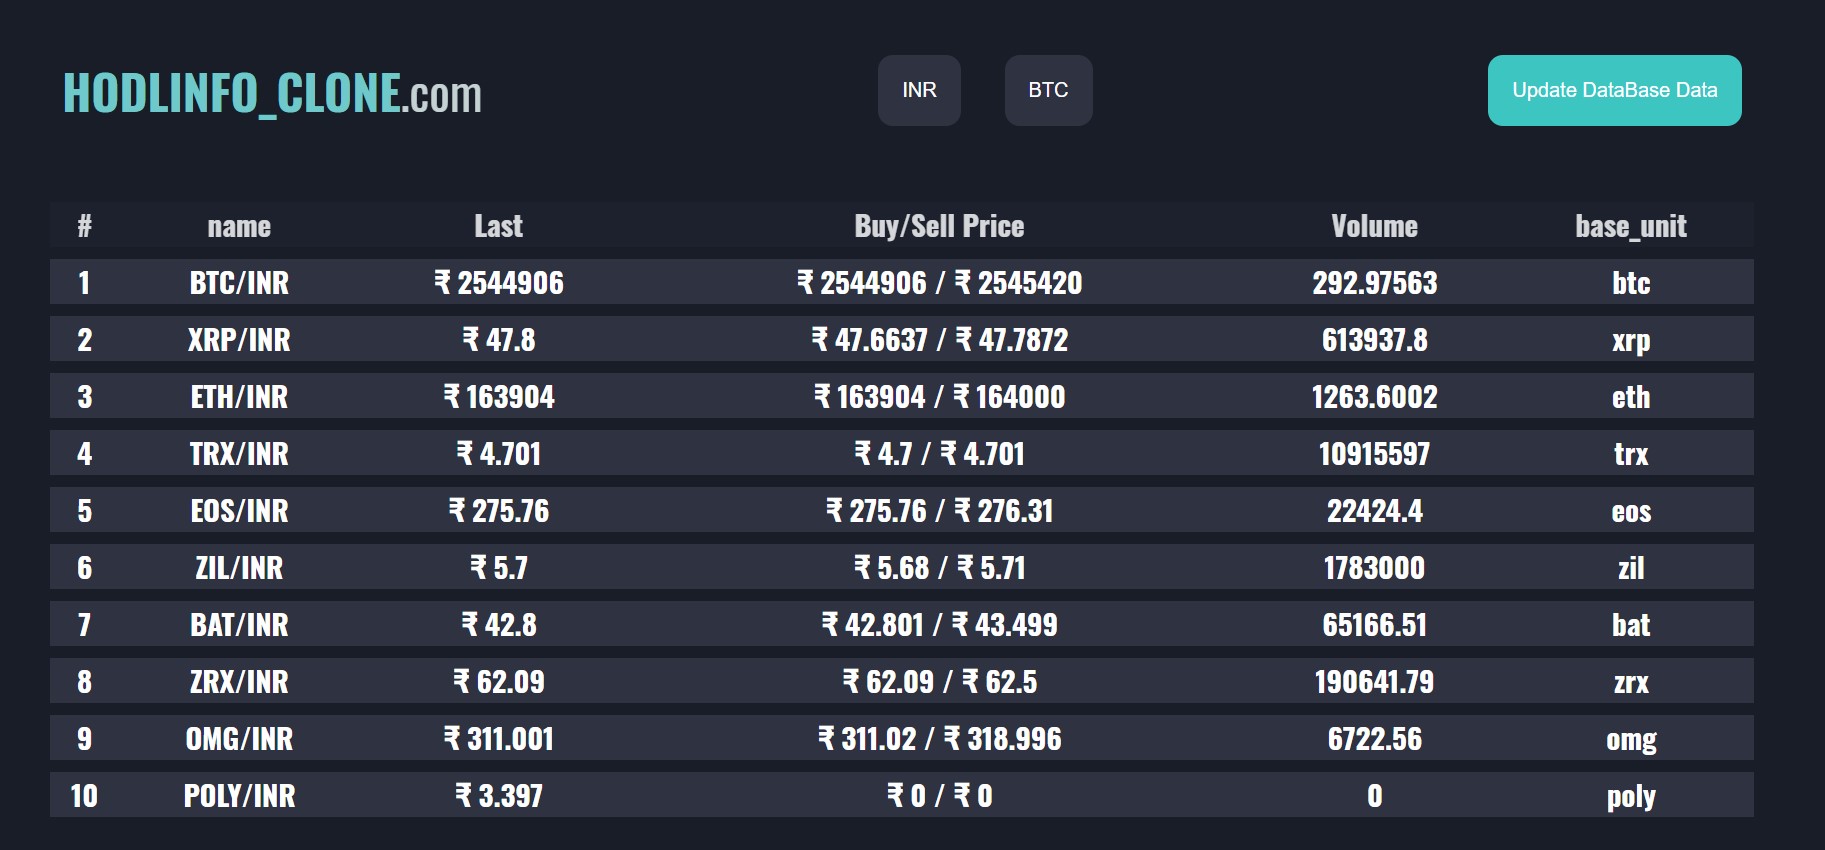 HODLINFO_CLONE.com INR BTC Update DataBase Data
# name Last Buy/Sell Price Volume base_unit
1 BTC/INR ₹ 2544906 ₹ 2544906 / ₹ 2545420 292.97563 btc
2 XRP/INR ₹ 47.8 ₹ 47.6637 / ₹ 47.7872 613937.8 xrp
3 ETH/INR ₹ 163904 ₹ 163904 / ₹ 164000 1263.6002 eth
4 TRX/INR ₹ 4.701 ₹ 4.7 / ₹ 4.701 10915597 trx
5 EOS/INR ₹ 275.76 ₹ 275.76 / ₹ 276.31 22424.4 eos
6 ZIL/INR ₹ 5.7 ₹ 5.68 / ₹ 5.71 1783000 zil
7 BAT/INR ₹ 42.8 ₹ 42.801 / ₹ 43.499 65166.51 bat
8 ZRX/INR ₹ 62.09 ₹ 62.09 / ₹ 62.5 190641.79 zrx
9 OMG/INR ₹ 311.001 ₹ 311.02 / ₹ 318.996 6722.56 omg
10 POLY/INR ₹ 3.397 ₹ 0 / ₹ 0 0 poly